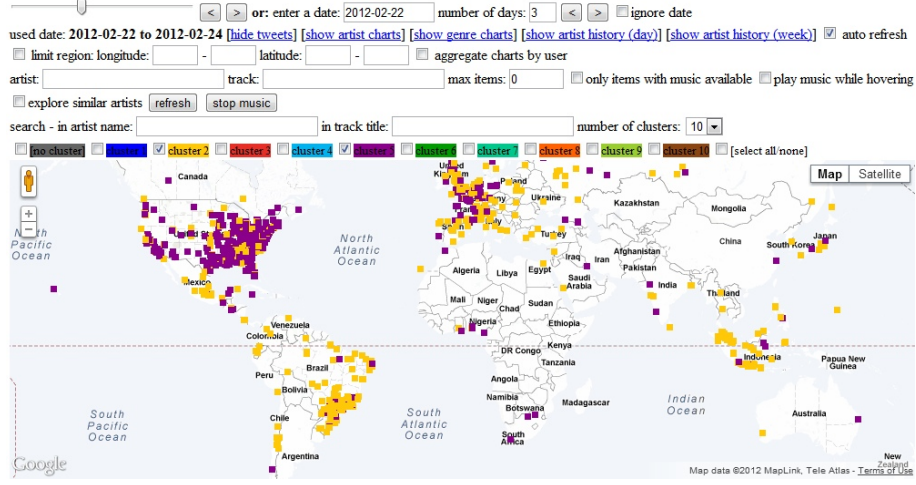 < > or: enter a date: 2012-02-22 number of days: 3 < > ignore date
used date: 2012-02-22 to 2012-02-24 [hide tweets] [show artist charts] [show genre charts] [show artist history (day)] [show artist history (week)] auto refresh
limit region: longitude: - latitude: - aggregate charts by user
artist: track: max items: 0 only items with music available play music while hovering
explore similar artists refresh stop music
search - in artist name: in track title: number of clusters: 10
[no cluster] cluster 1 cluster 2 cluster 3 cluster 4 cluster 5 cluster 6 cluster 7 cluster 8 cluster 9 cluster 10 [select all/none]
Map Satellite
Canada
United
Poland
Ukraine
Kazakhstan
Mongolia
North
Pacific
Ocean
North
Atlantic
Ocean
Turkey
Afghanistan
China
South Korea
Japan
Iraq
Iran
Pakistan
Mexico
Algeria
Libya
Egypt
Saudi
Arabia
India
Thailand
Mali
Niger
Chad
Sudan
Nigeria
Ethiopia
Venezuela
Colombia
Kenya
DR Congo
Tanzania
Indonesia
Papua New
Guinea
Peru
Brazil
Bolivia
Angola
Namibia
Botswana
Madagascar
Indian
Ocean
Australia
South
Pacific
Ocean
Chile
South
Atlantic
Ocean
South
Africa
Argentina
New
Zealand
Google
Map data ©2012 MapLink, Tele Atlas - Terms of Use